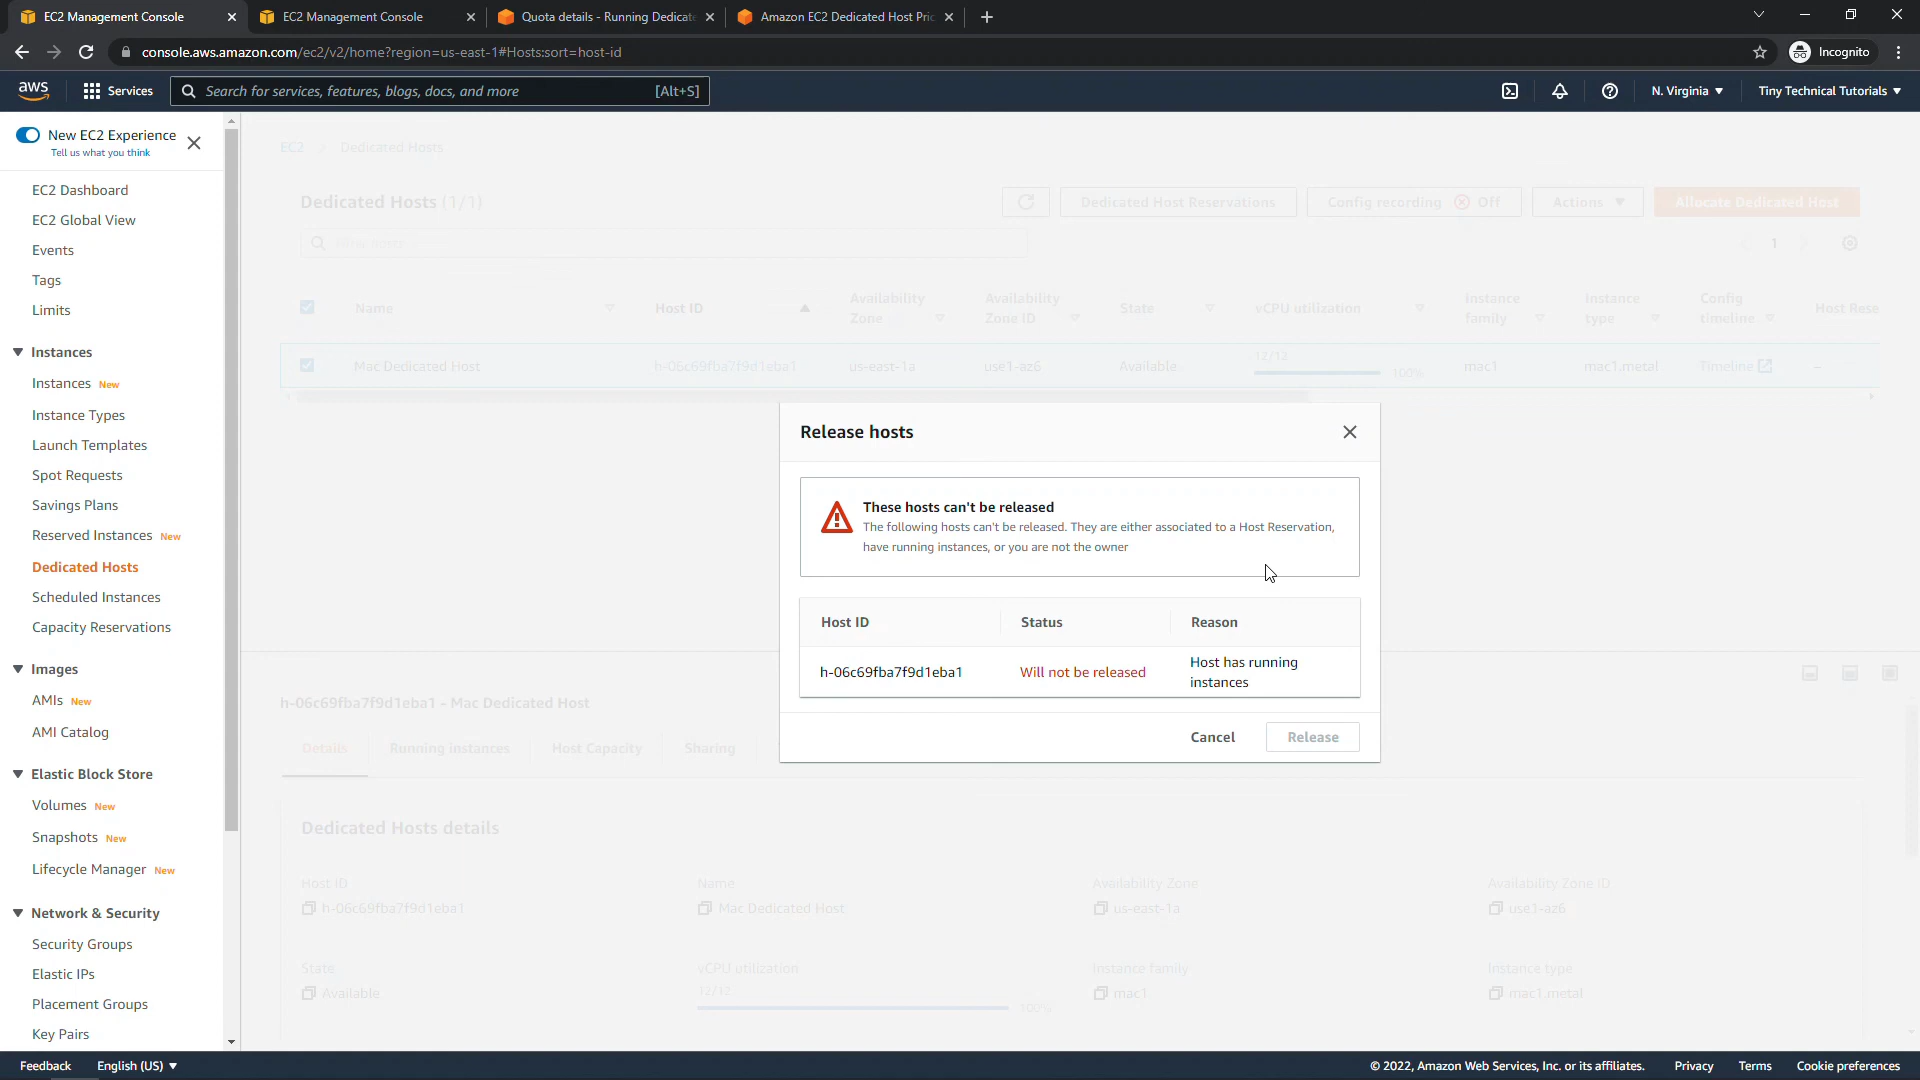 EC2 Management Console
EC2 Management Console
Quota details - Running Dedicate
Amazon EC2 Dedicated Host Pric
console.aws.amazon.com/ec2/v2/home?region=us-east-1#Hosts:sort=host-id
Incognito
aws
Services
Search for services, features, blogs, docs, and more
[Alt+S]
N. Virginia
Tiny Technical Tutorials
New EC2 Experience
Tell us what you think
EC2 Dashboard
EC2 Global View
Events
Tags
Limits
Instances
Instances New
Instance Types
Launch Templates
Spot Requests
Savings Plans
Reserved Instances New
Dedicated Hosts
Scheduled Instances
Capacity Reservations
Images
AMIs New
AMI Catalog
Elastic Block Store
Volumes New
Snapshots New
Lifecycle Manager New
Network & Security
Security Groups
Elastic IPs
Placement Groups
Key Pairs
EC2
Dedicated Hosts
Dedicated Hosts (1/1)
Dedicated Host Reservations
Config recording Off
Actions
Allocate Dedicated Host
1
Name
Host ID
Availability Zone
Availability Zone ID
State
vCPU utilization
Instance family
Instance type
Config timeline
Host Rese
Mac Dedicated Host
h-06c69fba7f9d1eba1
us-east-1a
use1-az6
Available
12/12
100%
mac1
mac1.metal
Timeline
–
Release hosts
These hosts can't be released
The following hosts can't be released. They are either associated to a Host Reservation,
have running instances, or you are not the owner
Host ID
Status
Reason
h-06c69fba7f9d1eba1
Will not be released
Host has running
instances
Cancel
Release
h-06c69fba7f9d1eba1 - Mac Dedicated Host
Details
Running instances
Host Capacity
Sharing
Dedicated Hosts details
Host ID
h-06c69fba7f9d1eba1
Name
Mac Dedicated Host
Availability Zone
us-east-1a
Availability Zone ID
use1-az6
State
Available
vCPU utilization
12/12
100%
Instance family
mac1
Instance type
mac1.metal
Feedback
English (US)
© 2022, Amazon Web Services, Inc. or its affiliates.
Privacy
Terms
Cookie preferences